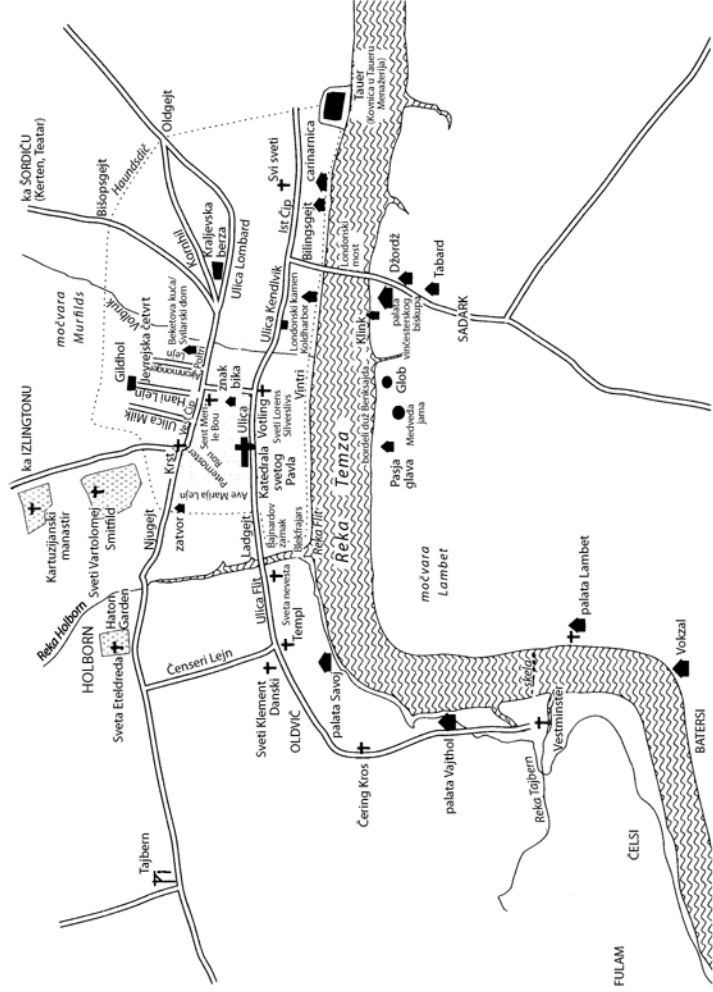 ka ŠORDIČU
(Kerten, Teatar)
Bišopsgejt
Haundsdič
Oldgejt
močvara
Murfilds
Volbruk
Kornhil
Kraljevska
berza
Ulica Lombard
ka IZLINGTONU
Kartuzijanski
manastir
Sveti Vartolomej
Smitfild
Gildhol
Jevrejska četvrt
Beketova kuća/
Svilarski dom
Ajronmonger
Lejn
Poltri
Hani Lejn
Ulica Milk
Vest Čip
Krst
Sent Meri
le Bou
znak
bika
Njugejt
zatvor
Paternoster
Rou
Ave Marija Lejn
Reka Holborn
HOLBORN
Haton
Garden
Sveta Eteldreda
Tajbern
Čenseri Lejn
Svi sveti
Ist Čip
carinarnica
Bilingsgejt
Tauer
(Kovnica u Taueru
Menažerija)
Ulica Kendlvik
Londonski kamen
Koldharbor
Londonski
most
Ulica
Votling
Sveti Lorens
Silverslivs
Vintri
Katedrala
svetog
Pavla
Ladgejt
Bajnardov
zamak
Blekfrajars
Reka Flit
Ulica Flit
Sveta nevesta
Templ
Sveti Klement
Danski
OLDVIČ
palata Savoj
Čering Kros
palata Vajthol
Reka Temza
Džordž
Tabard
SADARK
Klink
palata
vinčesterskog
biskupa
bordeli duž Benksajda
Glob
Medveđa
jama
Pasja
glava
močvara
Lambet
palata Lambet
Skela
Vestminster
Reka Tajbern
Vokzal
BATERSI
ČELSI
FULAM